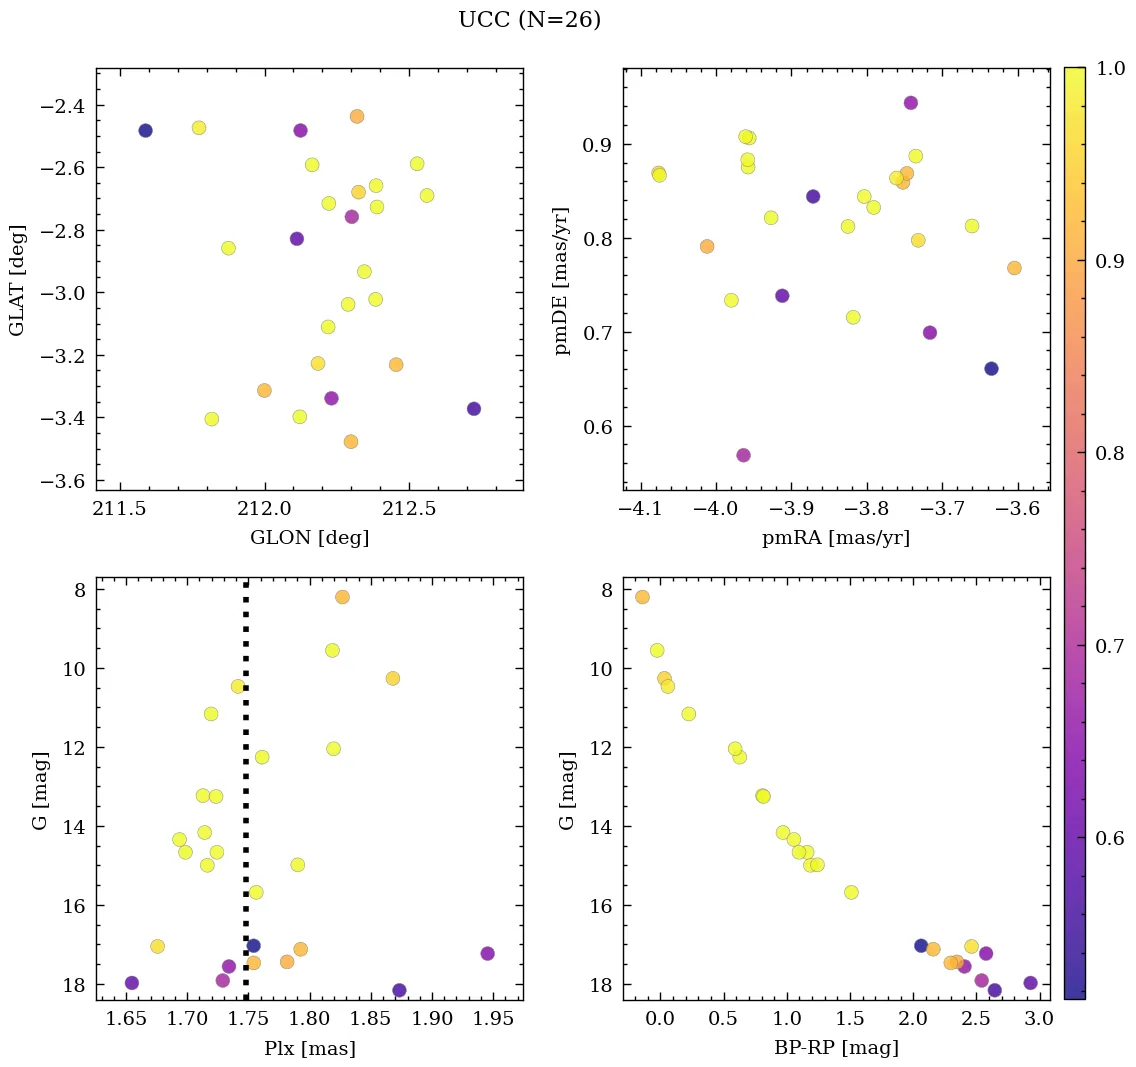 UCC (N=26)
−2.4
−2.6
−2.8
−3.0
−3.2
−3.4
−3.6
GLAT [deg]
211.5 212.0 212.5
GLON [deg]
0.9
0.8
0.7
0.6
pmDE [mas/yr]
−4.1 −4.0 −3.9 −3.8 −3.7 −3.6
pmRA [mas/yr]
8
10
12
14
16
18
G [mag]
1.65 1.70 1.75 1.80 1.85 1.90 1.95
Plx [mas]
8
10
12
14
16
18
G [mag]
0.0 0.5 1.0 1.5 2.0 2.5 3.0
BP-RP [mag]
1.0
0.9
0.8
0.7
0.6